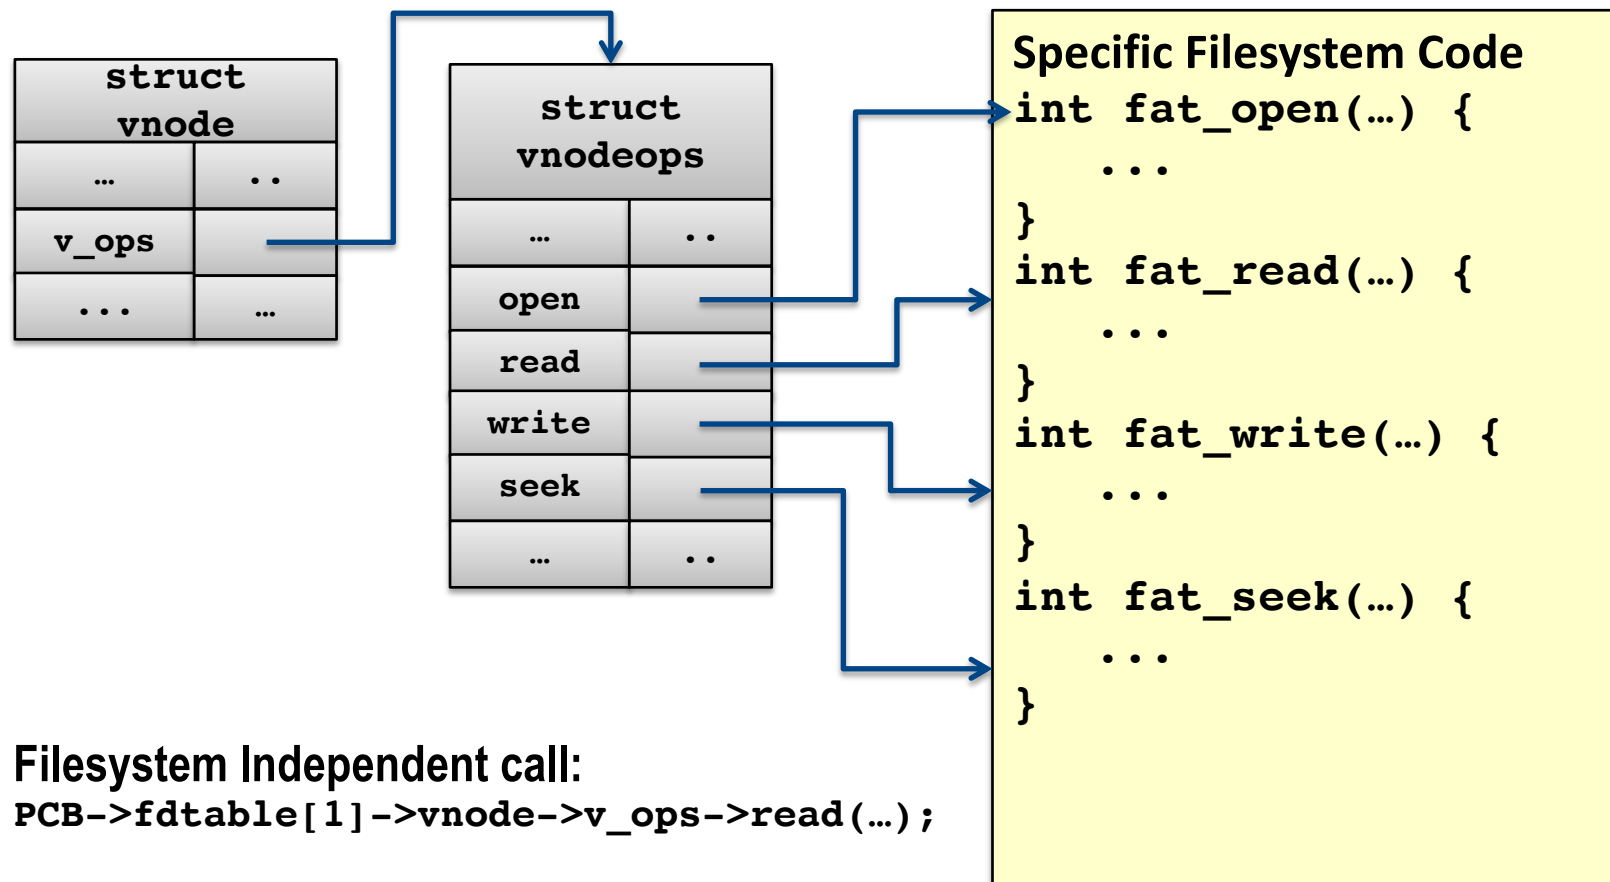 struct
vnode
… ..
v_ops
... …
struct
vnodeops
… ..
open
read
write
seek
… ..
Specific Filesystem Code
int fat_open(…) {
...
}
int fat_read(…) {
...
}
int fat_write(…) {
...
}
int fat_seek(…) {
...
}
Filesystem Independent call:
PCB->fdtable[1]->vnode->v_ops->read(…);